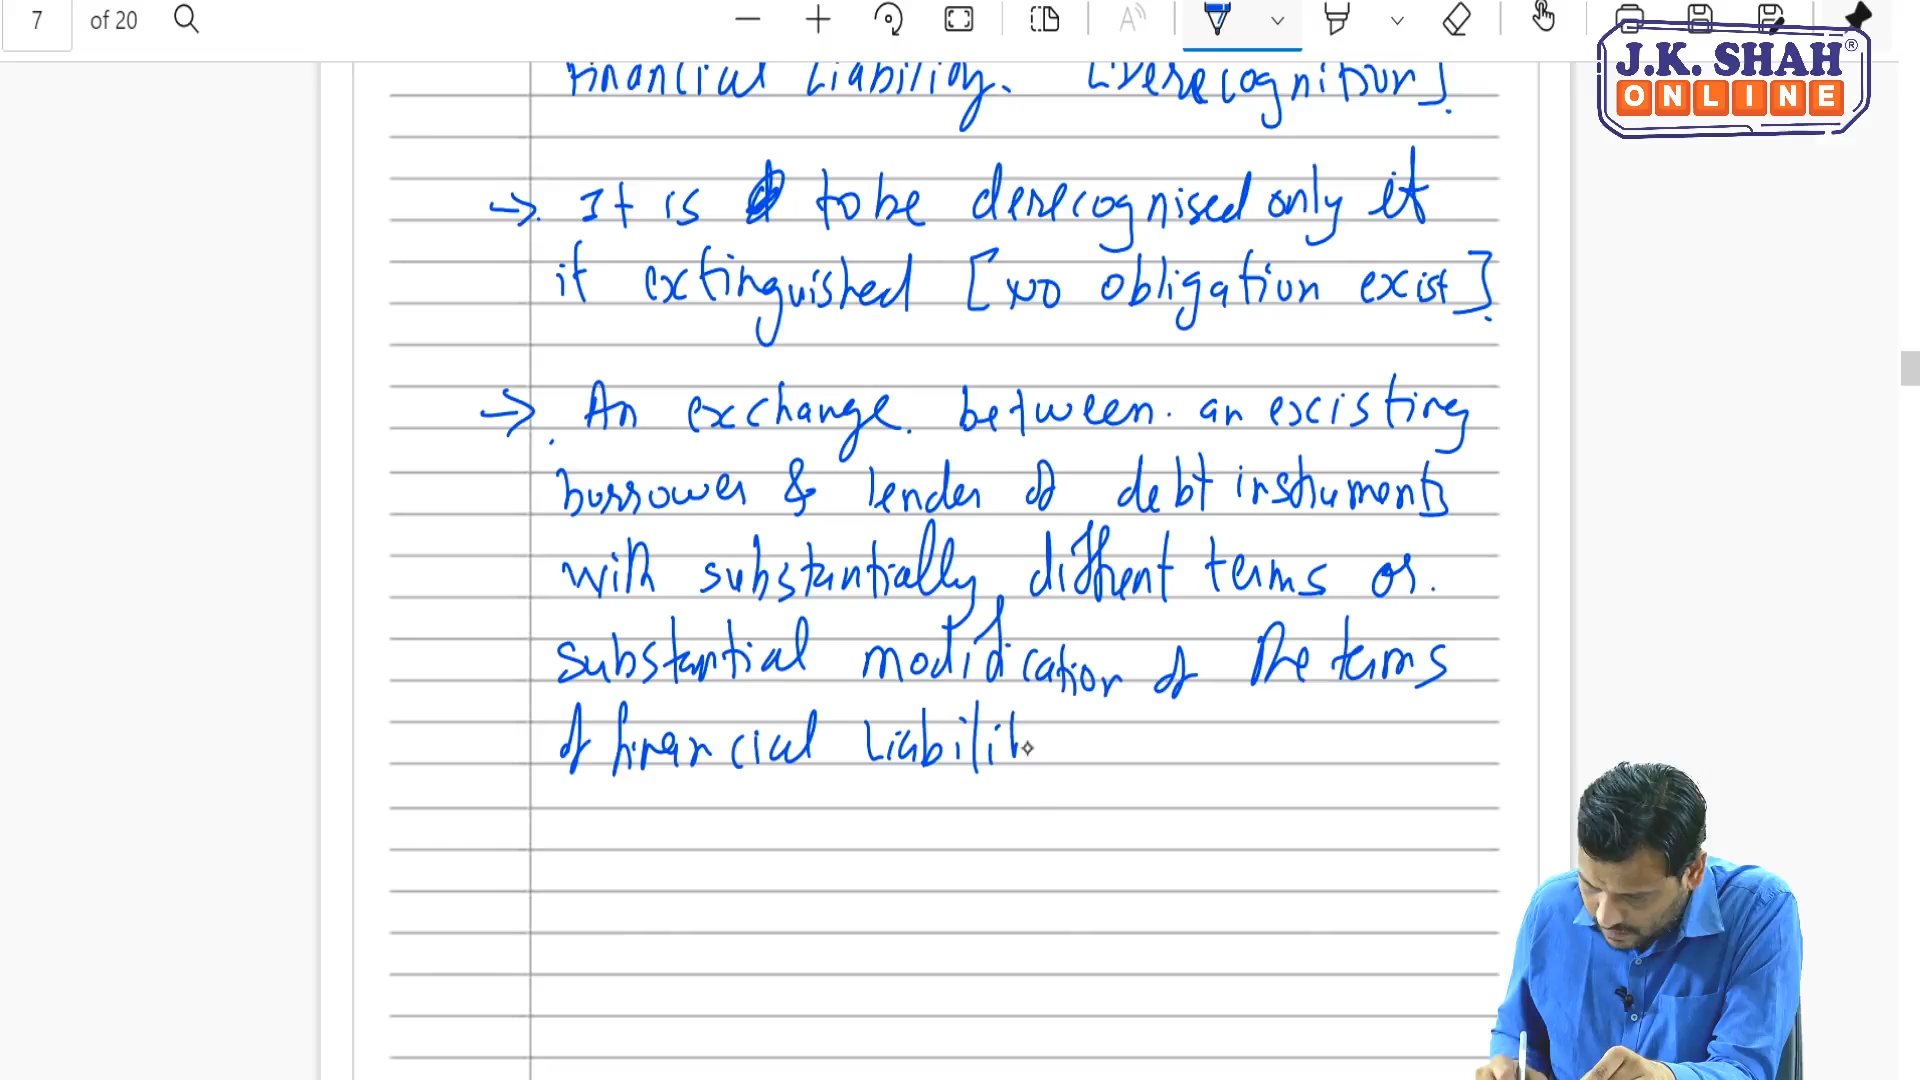 7 of 20
J.K. SHAH®
ONLINE
Financial Liability. [Derecognition].
→ It is to be derecognised only if
it extinguished [NO obligation exist].
→ An exchange between an existing
borrower & lender of debt instruments
with substantially different terms or
substantial modification of the terms
of financial Liabilit